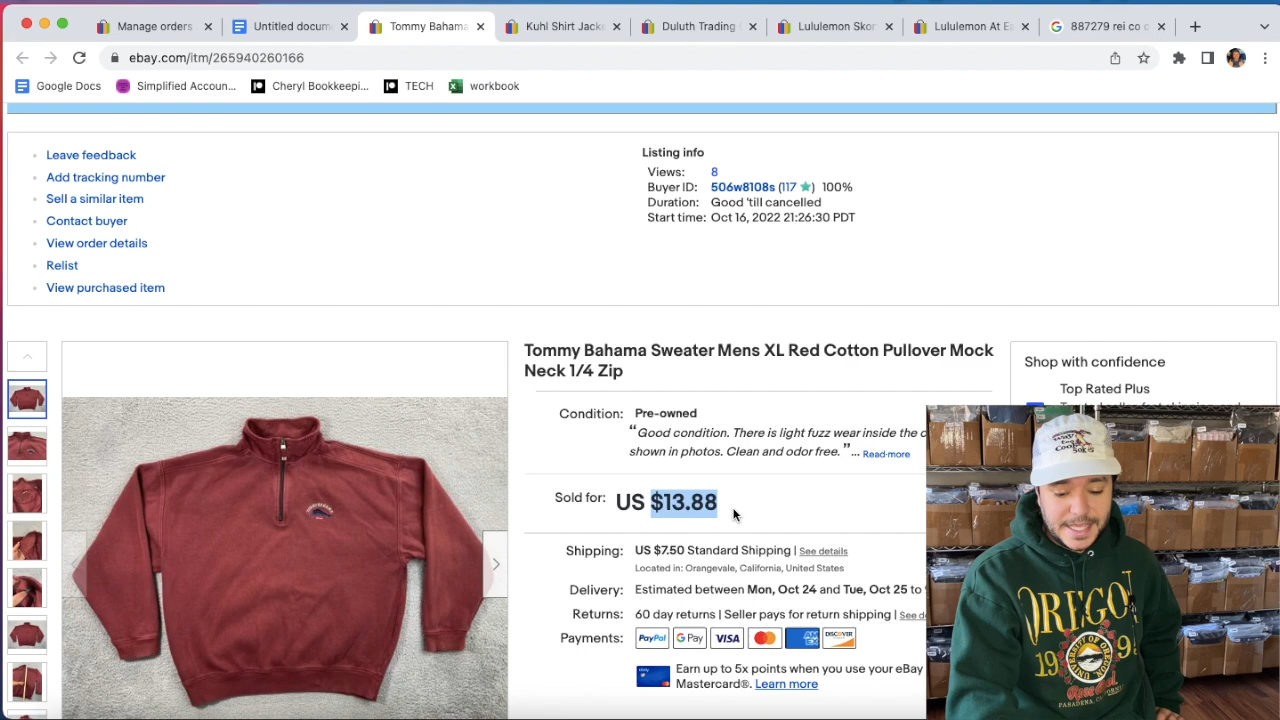 Manage orders
Untitled docum
Tommy Bahama
Kuhl Shirt Jacke
Duluth Trading
Lululemon Skor
Lululemon At Ea
887279 rei co o
ebay.com/itm/265940260166
Google Docs
Simplified Accoun...
Cheryl Bookkeepi...
TECH
workbook
Leave feedback
Add tracking number
Sell a similar item
Contact buyer
View order details
Relist
View purchased item
Listing info
Views: 8
Buyer ID: 506w8108s (117 ★) 100%
Duration: Good 'till cancelled
Start time: Oct 16, 2022 21:26:30 PDT
Tommy Bahama Sweater Mens XL Red Cotton Pullover Mock
Neck 1/4 Zip
Condition: Pre-owned
“Good condition. There is light fuzz wear inside the c
shown in photos. Clean and odor free. ”... Read more
Sold for: US $13.88
Shipping: US $7.50 Standard Shipping | See details
Located in: Orangevale, California, United States
Delivery: Estimated between Mon, Oct 24 and Tue, Oct 25 to
Returns: 60 day returns | Seller pays for return shipping | See d
Payments: PayPal G Pay VISA DISCOVER
Earn up to 5x points when you use your eBay
Mastercard®. Learn more
Shop with confidence
Top Rated Plus
OREGO
19
UNIVERSITY OF OREGON
PASADENA, CALIFORNIA